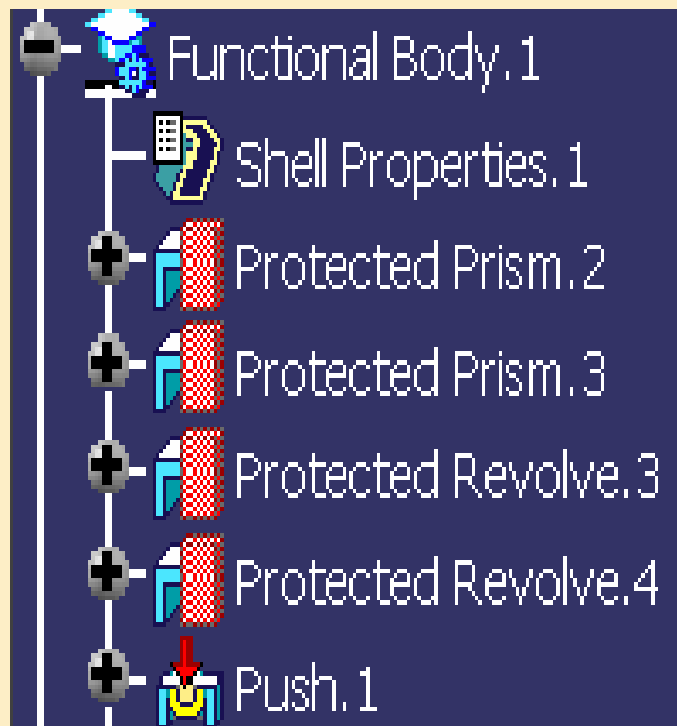 Functional Body.1
Shell Properties.1
Protected Prism.2
Protected Prism.3
Protected Revolve.3
Protected Revolve.4
Push.1